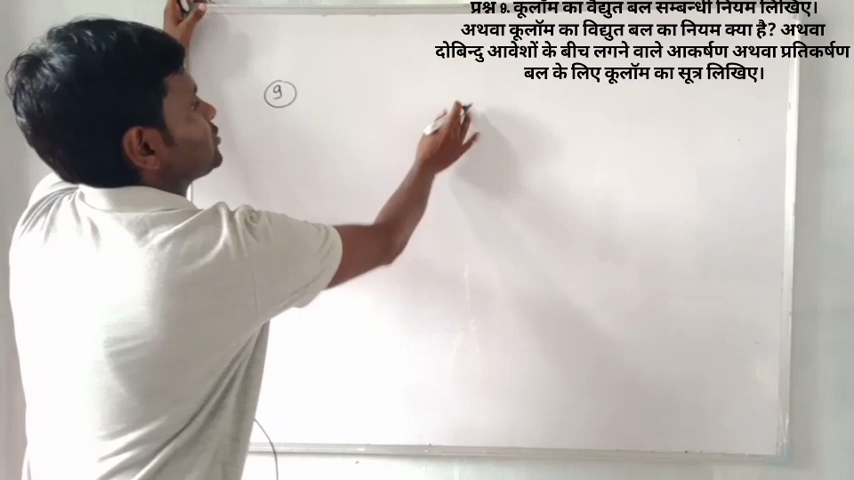 प्रश्न 9. कूलॉम का वैद्युत बल सम्बन्धी नियम लिखिए।
अथवा कूलॉम का विद्युत बल का नियम क्या है? अथवा
दोबिन्दु आवेशों के बीच लगने वाले आकर्षण अथवा प्रतिकर्षण
बल के लिए कूलॉम का सूत्र लिखिए।
9